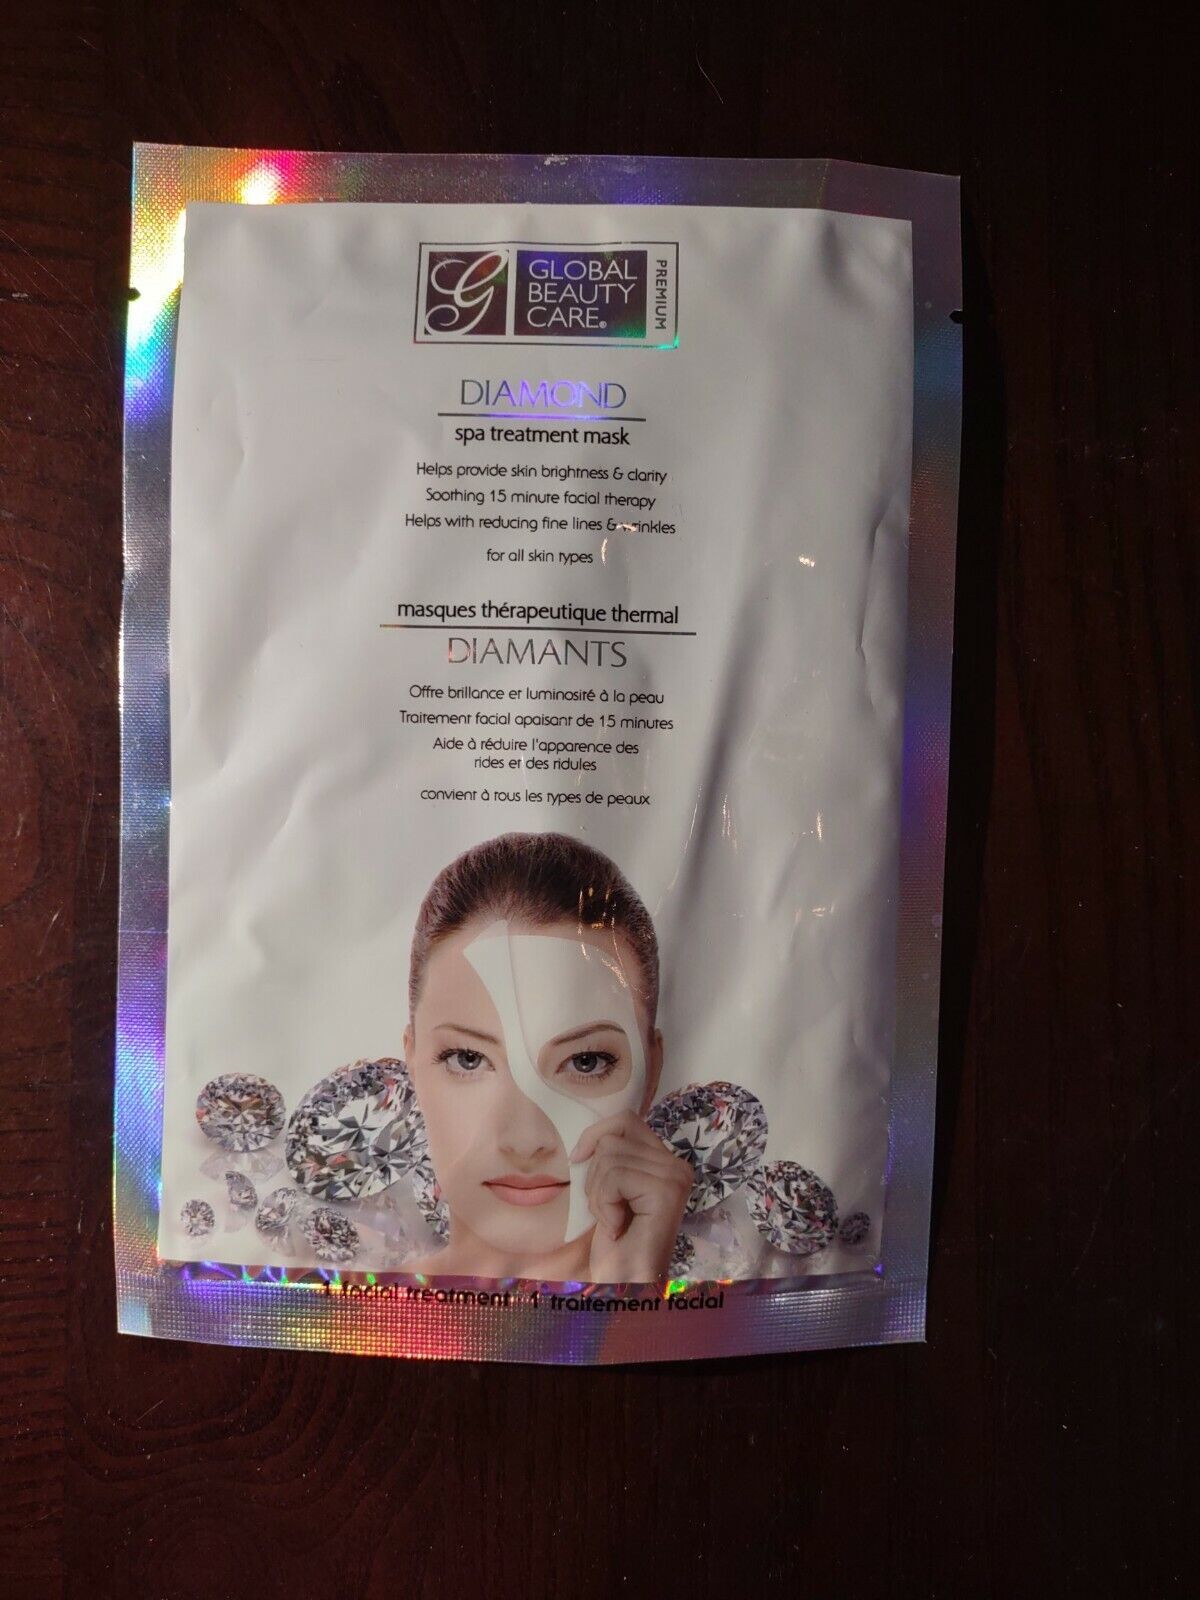 G
GLOBAL
BEAUTY
CARE®
PREMIUM
DIAMOND
spa treatment mask
Helps provide skin brightness & clarity
Soothing 15 minute facial therapy
Helps with reducing fine lines & wrinkles
for all skin types
masques thérapeutique thermal
DIAMANTS
Offre brillance et luminosité à la peau
Traitement facial apaisant de 15 minutes
Aide à réduire l'apparence des
rides et des ridules
convient à tous les types de peaux
1 facial treatment 1 traitement facial